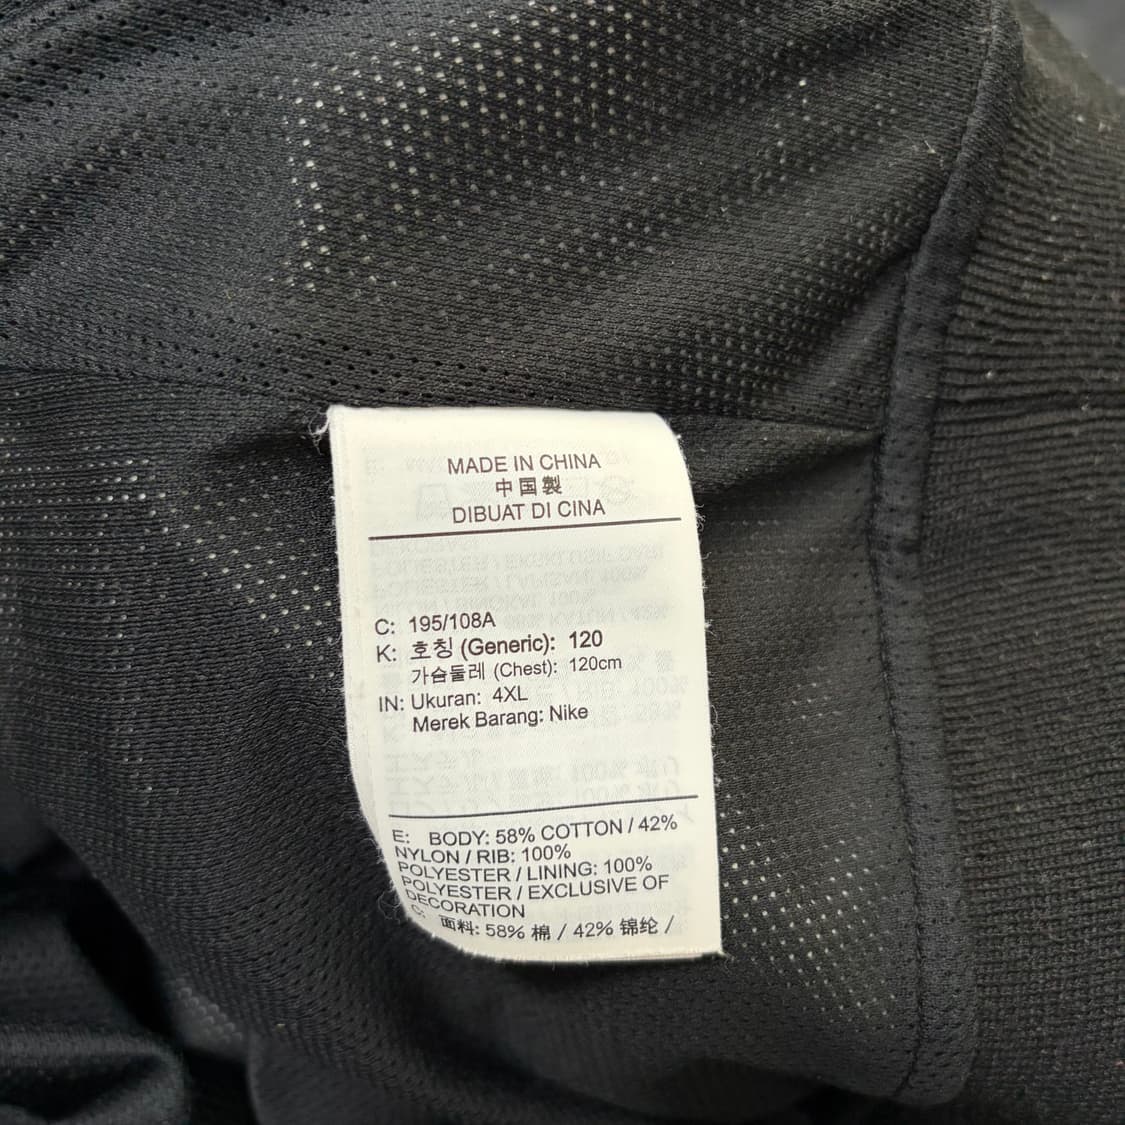 MADE IN CHINA
中国製
DIBUAT DI CINA
C: 195/108A
K: 호칭 (Generic): 120
가슴둘레 (Chest): 120cm
IN: Ukuran: 4XL
Merek Barang: Nike
E: BODY: 58% COTTON / 42%
NYLON / RIB: 100%
POLYESTER / LINING: 100%
POLYESTER / EXCLUSIVE OF
DECORATION
C: 面料: 58% 棉 / 42% 锦纶 /